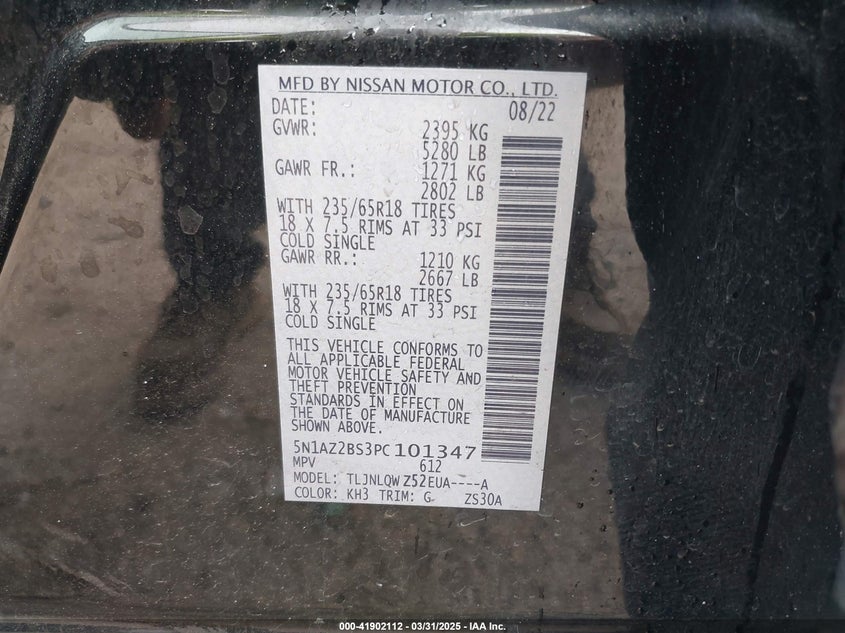 MFD BY NISSAN MOTOR CO., LTD.
DATE: 08/22
GVWR: 2395 KG
5280 LB
GAWR FR.: 1271 KG
2802 LB
WITH 235/65R18 TIRES
18 X 7.5 RIMS AT 33 PSI
COLD SINGLE
GAWR RR.: 1210 KG
2667 LB
WITH 235/65R18 TIRES
18 X 7.5 RIMS AT 33 PSI
COLD SINGLE
THIS VEHICLE CONFORMS TO
ALL APPLICABLE FEDERAL
MOTOR VEHICLE SAFETY AND
THEFT PREVENTION
STANDARDS IN EFFECT ON
THE DATE OF MANUFACTURE
SHOWN ABOVE.
5N1AZ2BS3PC101347
MPV 612
MODEL: TLJNLQW Z52EUA----A
COLOR: KH3 TRIM: G ZS30A
000-41902112 - 03/31/2025 - IAA Inc.